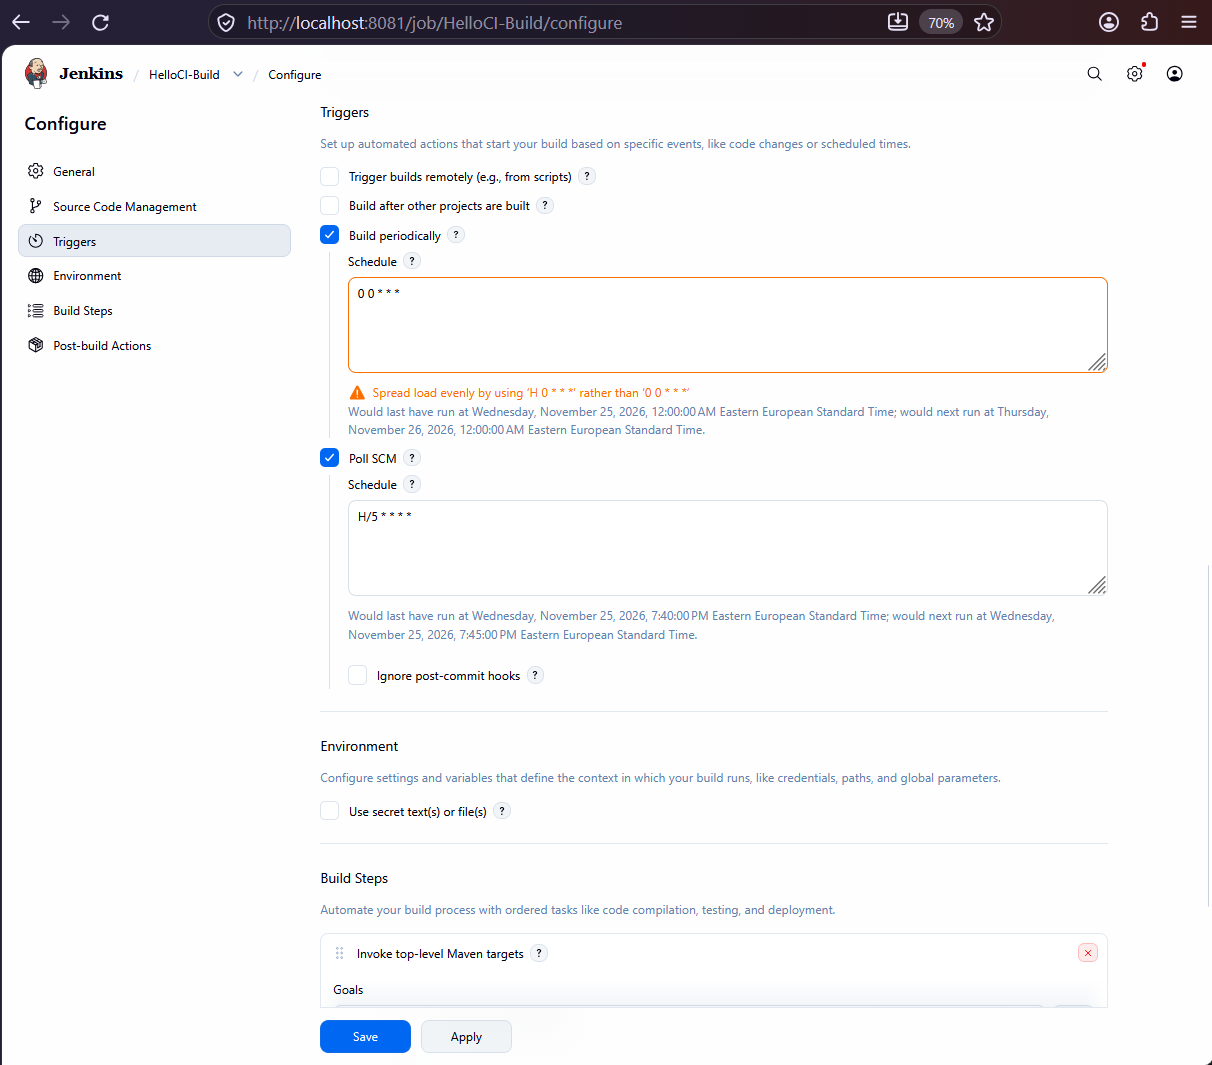 http://localhost:8081/job/HelloCI-Build/configure 70%
Jenkins / HelloCI-Build / Configure
Configure
General
Source Code Management
Triggers
Environment
Build Steps
Post-build Actions
Triggers
Set up automated actions that start your build based on specific events, like code changes or scheduled times.
Trigger builds remotely (e.g., from scripts) ?
Build after other projects are built ?
Build periodically ?
Schedule ?
0 0 * * *
Spread load evenly by using ‘H 0 * * *’ rather than ‘0 0 * * *’
Would last have run at Wednesday, November 25, 2026, 12:00:00 AM Eastern European Standard Time; would next run at Thursday,
November 26, 2026, 12:00:00 AM Eastern European Standard Time.
Poll SCM ?
Schedule ?
H/5 * * * *
Would last have run at Wednesday, November 25, 2026, 7:40:00 PM Eastern European Standard Time; would next run at Wednesday,
November 25, 2026, 7:45:00 PM Eastern European Standard Time.
Ignore post-commit hooks ?
Environment
Configure settings and variables that define the context in which your build runs, like credentials, paths, and global parameters.
Use secret text(s) or file(s) ?
Build Steps
Automate your build process with ordered tasks like code compilation, testing, and deployment.
Invoke top-level Maven targets ?
Goals
Save Apply